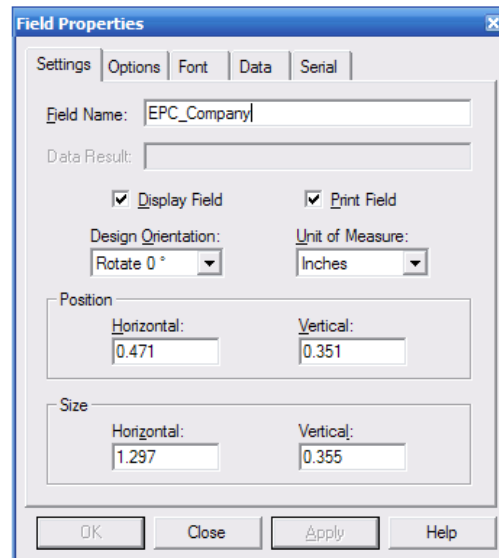 Field Properties
Settings Options Font Data Serial
Field Name: EPC_Company
Data Result:
Display Field Print Field
Design Orientation: Unit of Measure:
Rotate 0 ° Inches
Position
Horizontal: Vertical:
0.471 0.351
Size
Horizontal: Vertical:
1.297 0.355
OK Close Apply Help